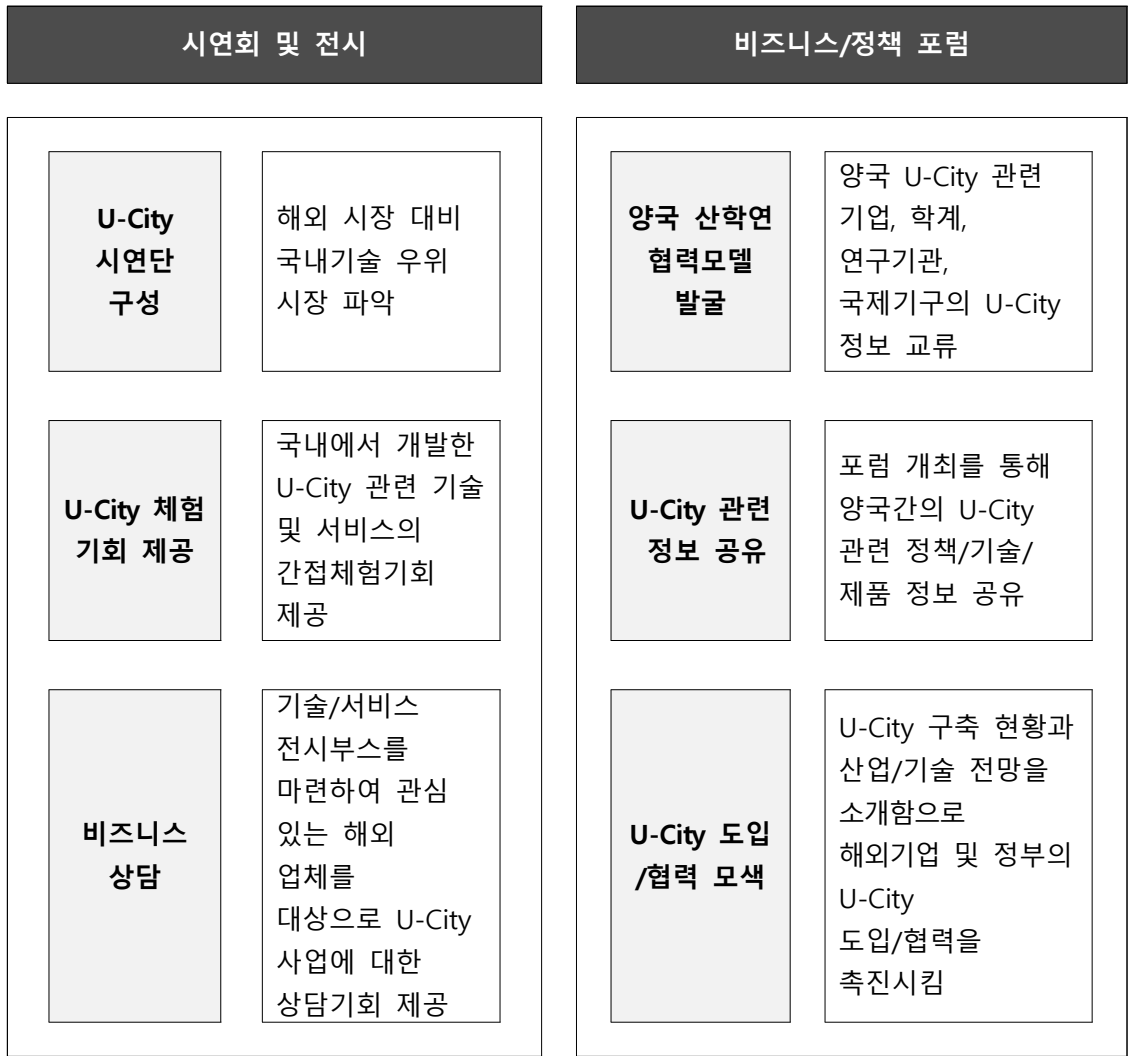 시연회 및 전시
U-City
시연단
구성
해외 시장 대비
국내기술 우위
시장 파악
U-City 체험
기회 제공
국내에서 개발한
U-City 관련 기술
및 서비스의
간접체험기회
제공
비즈니스
상담
기술/서비스
전시부스를
마련하여 관심
있는 해외
업체를
대상으로 U-City
사업에 대한
상담기회 제공
비즈니스/정책 포럼
양국 산학연
협력모델
발굴
양국 U-City 관련
기업, 학계,
연구기관,
국제기구의 U-City
정보 교류
U-City 관련
정보 공유
포럼 개최를 통해
양국간의 U-City
관련 정책/기술/
제품 정보 공유
U-City 도입
/협력 모색
U-City 구축 현황과
산업/기술 전망을
소개함으로
해외기업 및 정부의
U-City
도입/협력을
촉진시킴